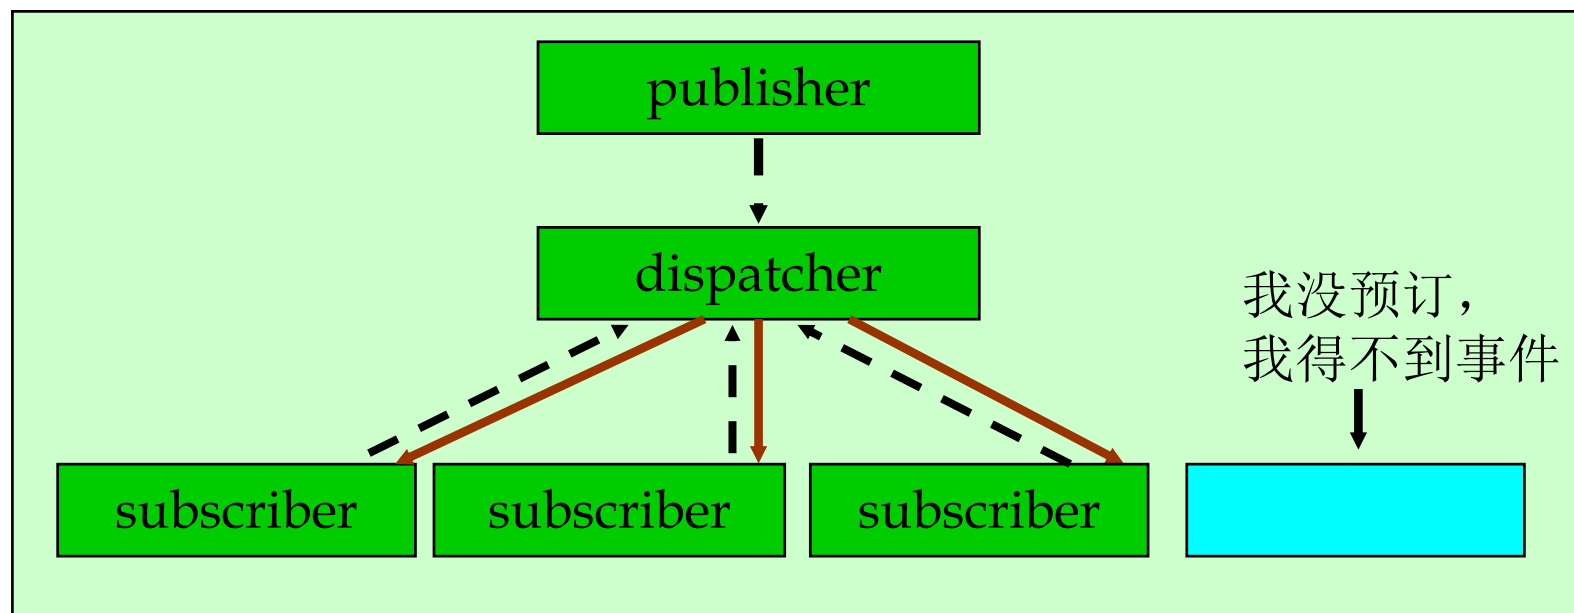 publisher
dispatcher
我没预订，
我得不到事件
subscriber
subscriber
subscriber